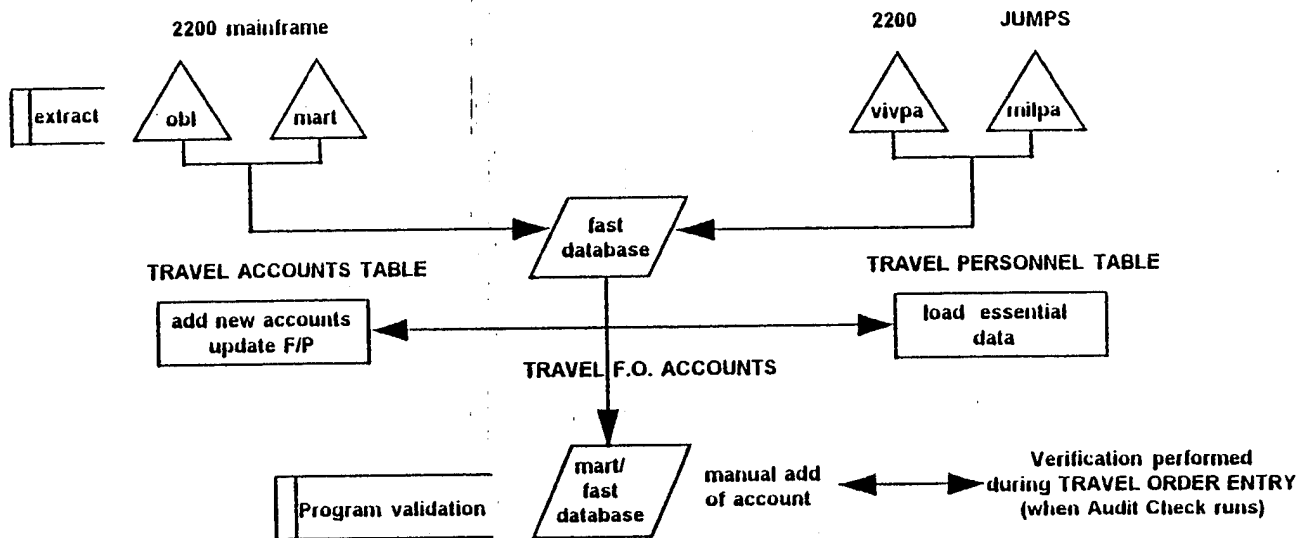 2200 mainframe
2200 JUMPS
extract
obl
mart
vivpa
milpa
fast
database
TRAVEL ACCOUNTS TABLE
TRAVEL PERSONNEL TABLE
add new accounts
update F/P
load essential
data
TRAVEL F.O. ACCOUNTS
Program validation
mart/
fast
database
manual add
of account
Verification performed
during TRAVEL ORDER ENTRY
(when Audit Check runs)